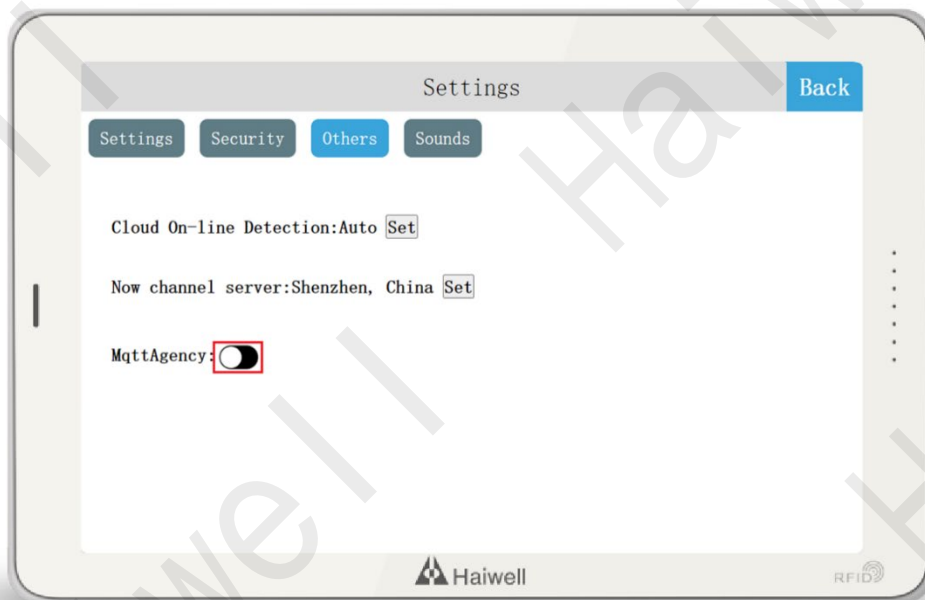 Settings
Back
Settings
Security
Others
Sounds
Cloud On-line Detection:Auto Set
Now channel server:Shenzhen, China Set
MqttAgency:
Haiwell
RFID
Haiwell